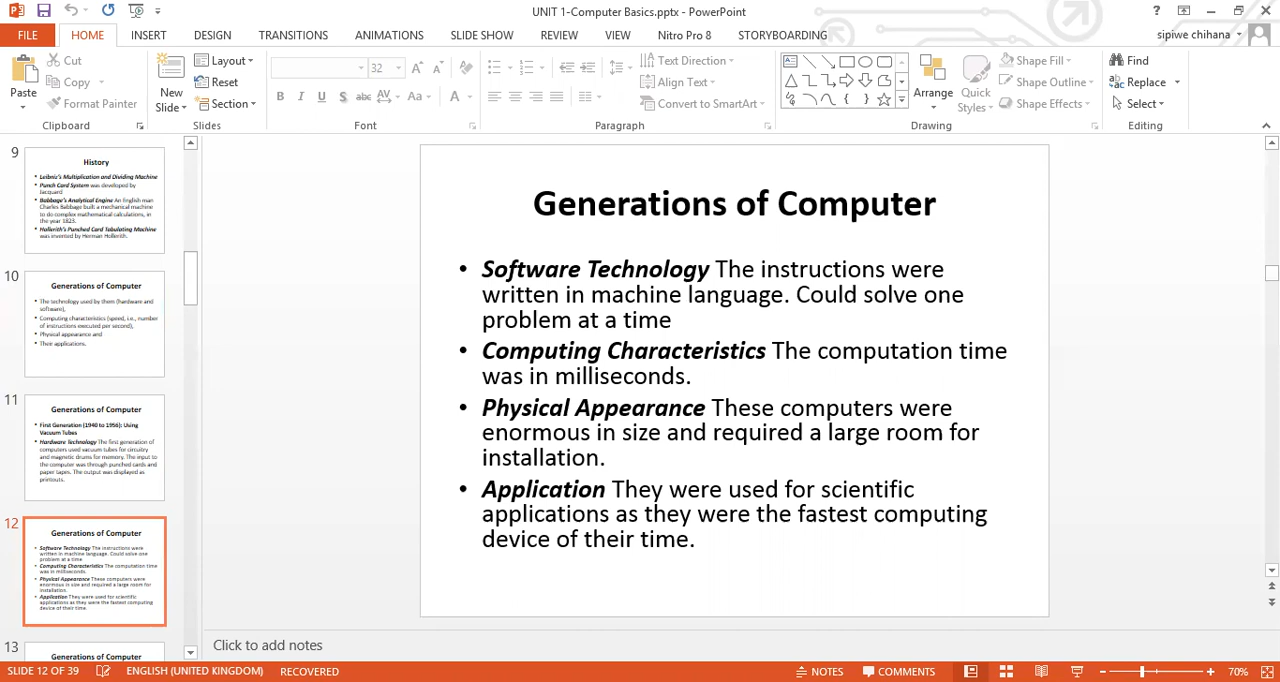 UNIT 1-Computer Basics.pptx - PowerPoint
?
FILE
HOME
INSERT
DESIGN
TRANSITIONS
ANIMATIONS
SLIDE SHOW
REVIEW
VIEW
Nitro Pro 8
STORYBOARDING
sipiwe chihana
Paste
Cut
Copy
Format Painter
Clipboard
New
Slide
Layout
Reset
Section
Slides
32
B I U S abc AV Aa A
Font
Paragraph
Text Direction
Align Text
Convert to SmartArt
Arrange
Quick
Styles
Shape Fill
Shape Outline
Shape Effects
Drawing
Find
Replace
Select
Editing
9
History
• Leibniz's Multiplication and Dividing Machine
• Punch Card System was developed by
Jacquard
• Babbage's Analytical Engine An English man
Charles Babbage built a mechanical machine
to do complex mathematical calculations, in
the year 1823.
• Hollerith's Punched Card Tabulating Machine
was invented by Herman Hollerith.
10
Generations of Computer
• The technology used by them (hardware and
software),
• Computing characteristics (speed, i.e., number
of instructions executed per second),
• Physical appearance and
• Their applications.
11
Generations of Computer
• First Generation (1940 to 1956): Using
Vacuum Tubes
• Hardware Technology The first generation of
computers used vacuum tubes for circuitry
and magnetic drums for memory. The input
to the computer was through punched cards and
paper tapes. The output was displayed as
printouts.
12
Generations of Computer
• Software Technology The instructions were
written in machine language. Could solve one
problem at a time
• Computing Characteristics The computation time
was in milliseconds.
• Physical Appearance These computers were
enormous in size and required a large room for
installation.
• Application They were used for scientific
applications as they were the fastest computing
device of their time.
13
Generations of Computer
Generations of Computer
• Software Technology The instructions were
written in machine language. Could solve one
problem at a time
• Computing Characteristics The computation time
was in milliseconds.
• Physical Appearance These computers were
enormous in size and required a large room for
installation.
• Application They were used for scientific
applications as they were the fastest computing
device of their time.
Click to add notes
SLIDE 12 OF 39
ENGLISH (UNITED KINGDOM)
RECOVERED
NOTES
COMMENTS
70%